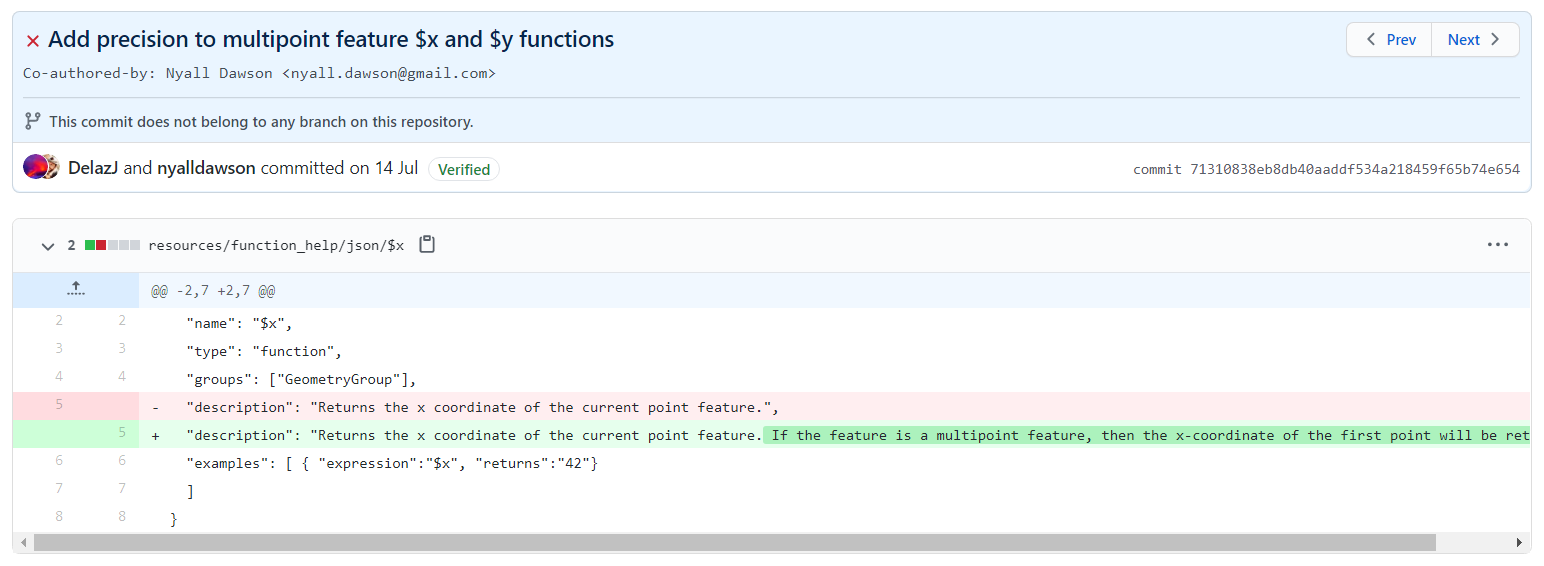 Add precision to multipoint feature $x and $y functions
Prev
Next
Co-authored-by: Nyall Dawson <nyall.dawson@gmail.com>
This commit does not belong to any branch on this repository.
DelazJ and nyalldawson committed on 14 Jul Verified
commit 71310838eb8db40aaddf534a218459f65b74e654
2 resources/function_help/json/$x
@@ -2,7 +2,7 @@
2 2 "name": "$x",
3 3 "type": "function",
4 4 "groups": ["GeometryGroup"],
5 - "description": "Returns the x coordinate of the current point feature.",
5 + "description": "Returns the x coordinate of the current point feature. If the feature is a multipoint feature, then the x-coordinate of the first point will be ret
6 6 "examples": [ { "expression":"$x", "returns":"42"}
7 7 ]
8 8 }